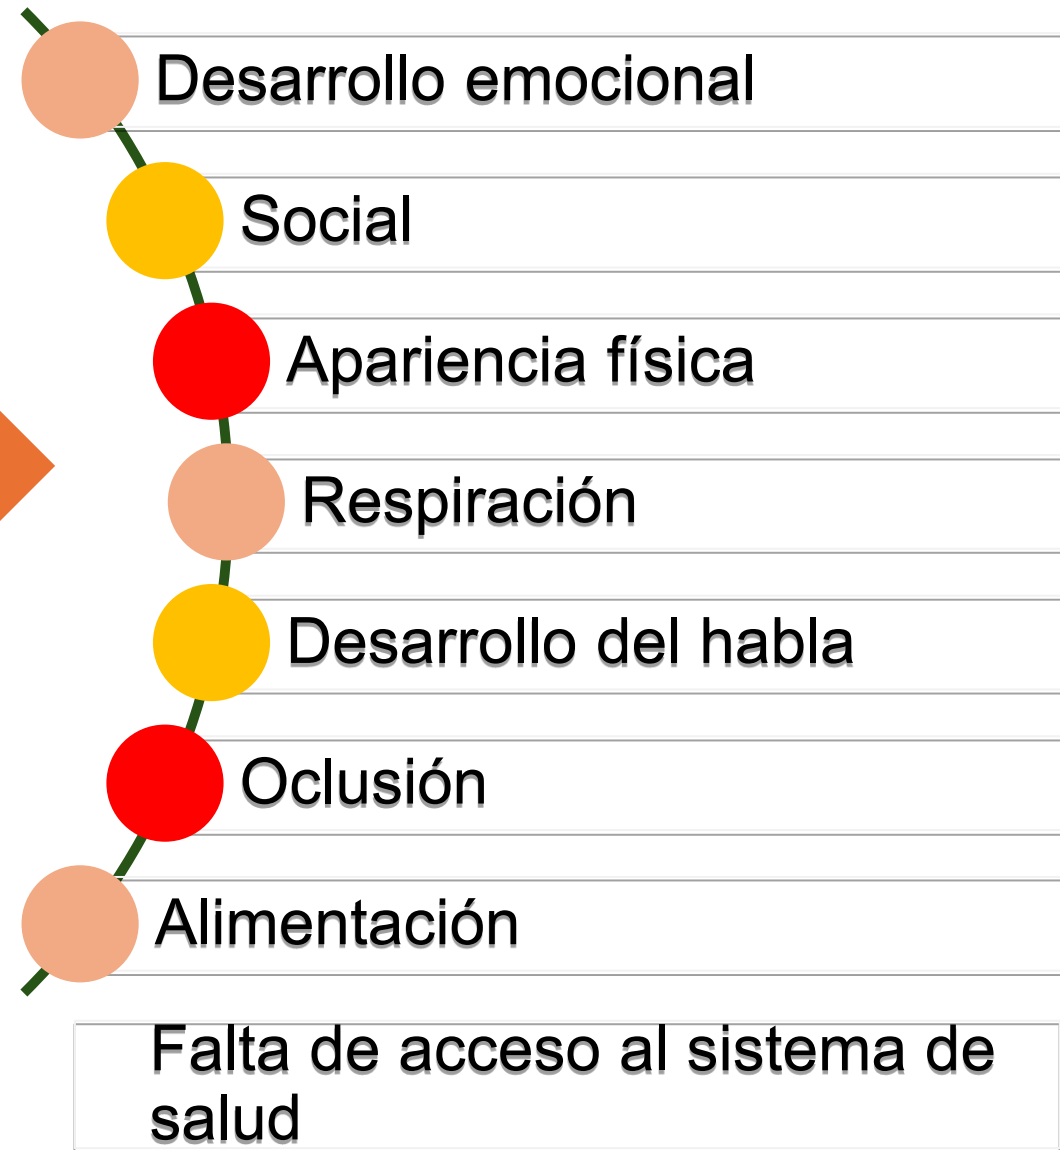 Desarrollo emocional
Social
Apariencia física
Respiración
Desarrollo del habla
Oclusión
Alimentación
Falta de acceso al sistema de
salud